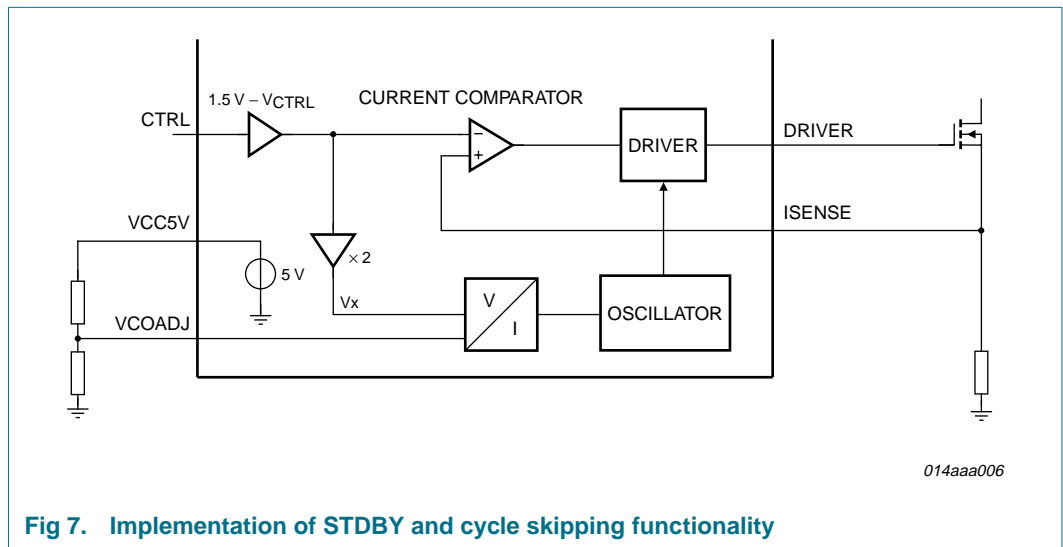 1.5 V – VCTRL
CTRL
CURRENT COMPARATOR
−
+
DRIVER
DRIVER
ISENSE
VCC5V
5 V
× 2
Vx
V
I
OSCILLATOR
VCOADJ
014aaa006
Fig 7. Implementation of STDBY and cycle skipping functionality